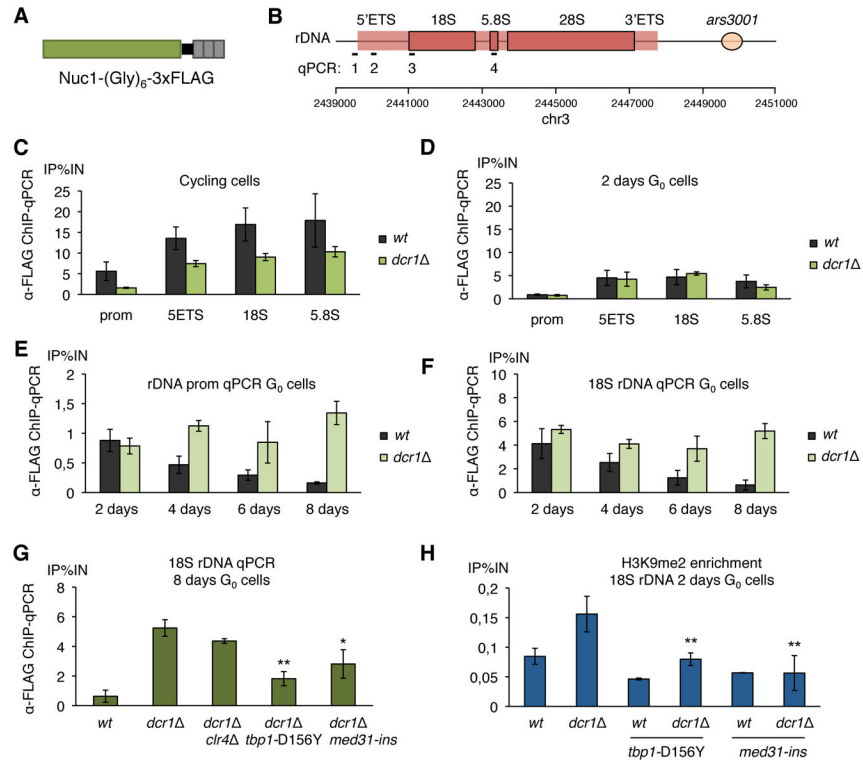 A
Nuc1-(Gly)6-3xFLAG
B
5'ETS 18S 5.8S 28S 3'ETS ars3001
rDNA
qPCR: 1 2 3 4
2439000 2441000 2443000 2445000 2447000 2449000 2451000
chr3
C
IP%IN
Cycling cells
α-FLAG ChIP-qPCR
25
20
15
10
5
0
prom 5ETS 18S 5.8S
wt
dcr1Δ
D
IP%IN
2 days G0 cells
α-FLAG ChIP-qPCR
25
20
15
10
5
0
prom 5ETS 18S 5.8S
wt
dcr1Δ
E
IP%IN
rDNA prom qPCR G0 cells
α-FLAG ChIP-qPCR
2
1,5
1
0,5
0
2 days 4 days 6 days 8 days
wt
dcr1Δ
F
IP%IN
18S rDNA qPCR G0 cells
α-FLAG ChIP-qPCR
10
8
6
4
2
0
2 days 4 days 6 days 8 days
wt
dcr1Δ
G
18S rDNA qPCR
8 days G0 cells
IP%IN
α-FLAG ChIP-qPCR
8
6
4
2
0
** *
wt dcr1Δ dcr1Δ dcr1Δ dcr1Δ
clr4Δ tbp1-D156Y med31-ins
H
H3K9me2 enrichment
18S rDNA 2 days G0 cells
IP%IN
0,2
0,15
0,1
0,05
0
** **
wt dcr1Δ wt dcr1Δ wt dcr1Δ
tbp1-D156Y med31-ins